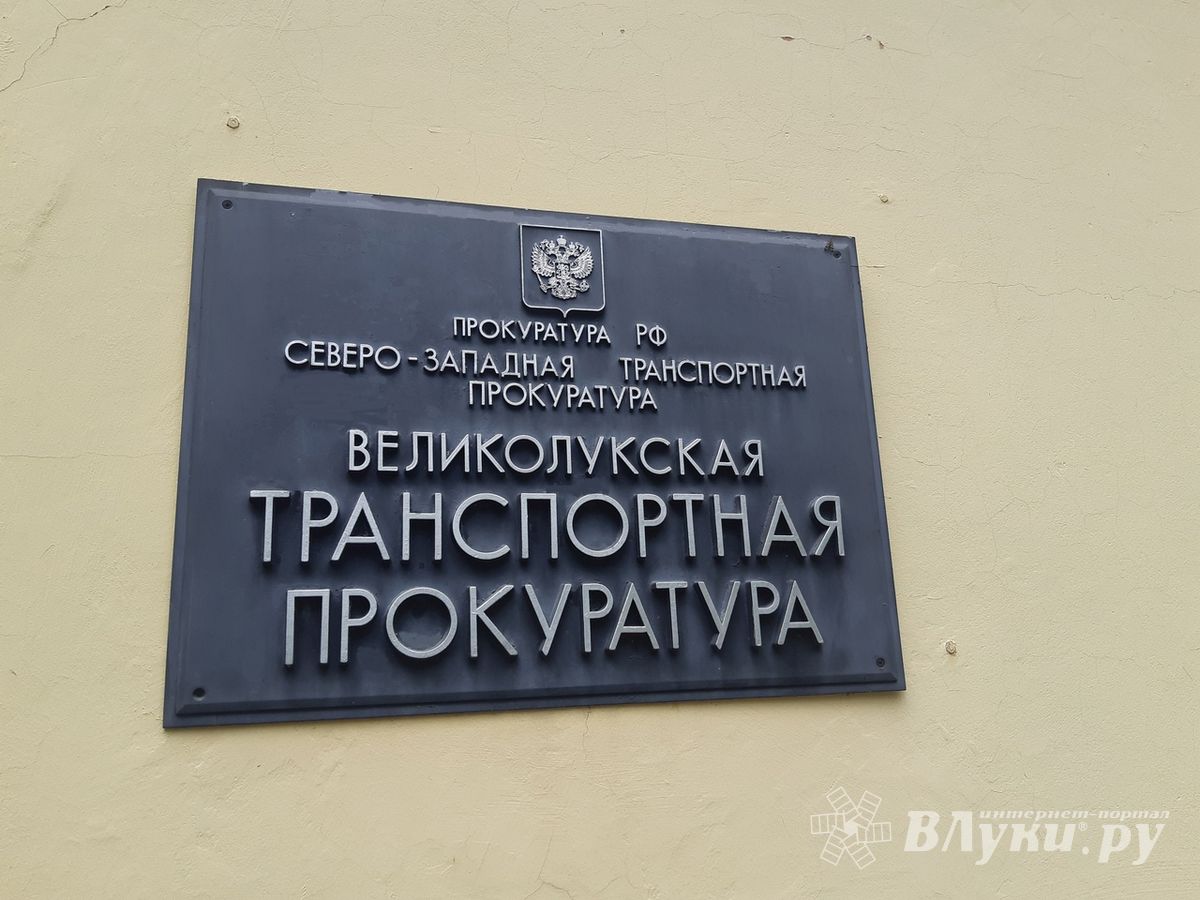 ПРОКУРАТУРА РФ
СЕВЕРО-ЗАПАДНАЯ ТРАНСПОРТНАЯ
ПРОКУРАТУРА
ВЕЛИКОЛУКСКАЯ
ТРАНСПОРТНАЯ
ПРОКУРАТУРА
интернет-портал
ВЛуки®.ру